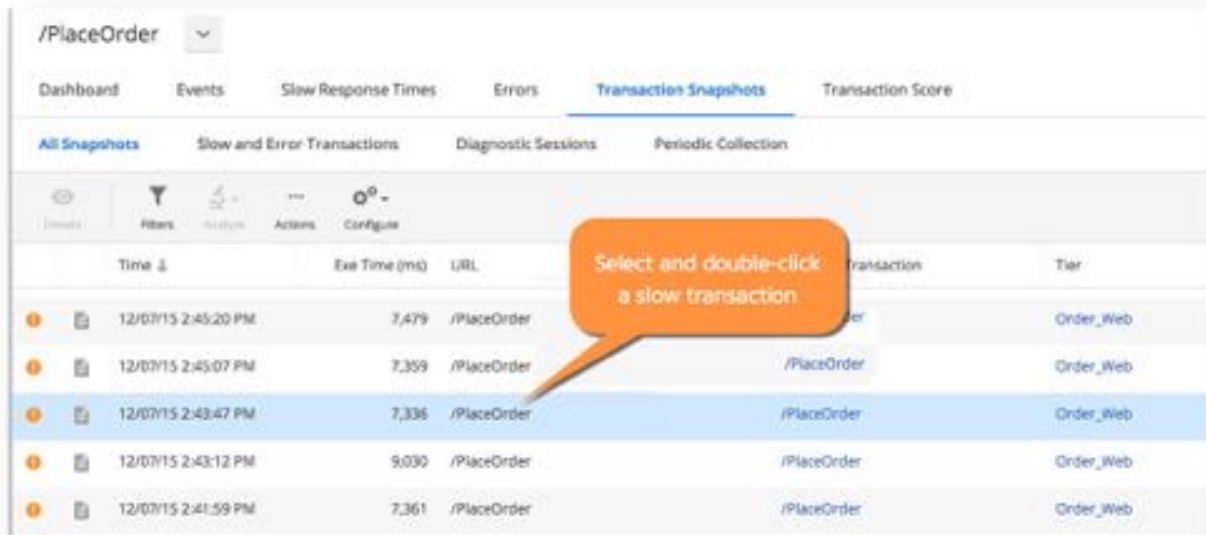 /PlaceOrder
Dashboard Events Slow Response Times Errors Transaction Snapshots Transaction Score
All Snapshots Slow and Error Transactions Diagnostic Sessions Periodic Collection
Details Filters Analyze Actions Configure
Time Exe Time (ms) URL Transaction Tier
Select and double-click
a slow transaction
12/07/15 2:45:20 PM 7,479 /PlaceOrder er Order_Web
12/07/15 2:45:07 PM 7,359 /PlaceOrder /PlaceOrder Order_Web
12/07/15 2:43:47 PM 7,336 /PlaceOrder /PlaceOrder Order_Web
12/07/15 2:43:12 PM 9,030 /PlaceOrder /PlaceOrder Order_Web
12/07/15 2:41:59 PM 7,361 /PlaceOrder /PlaceOrder Order_Web